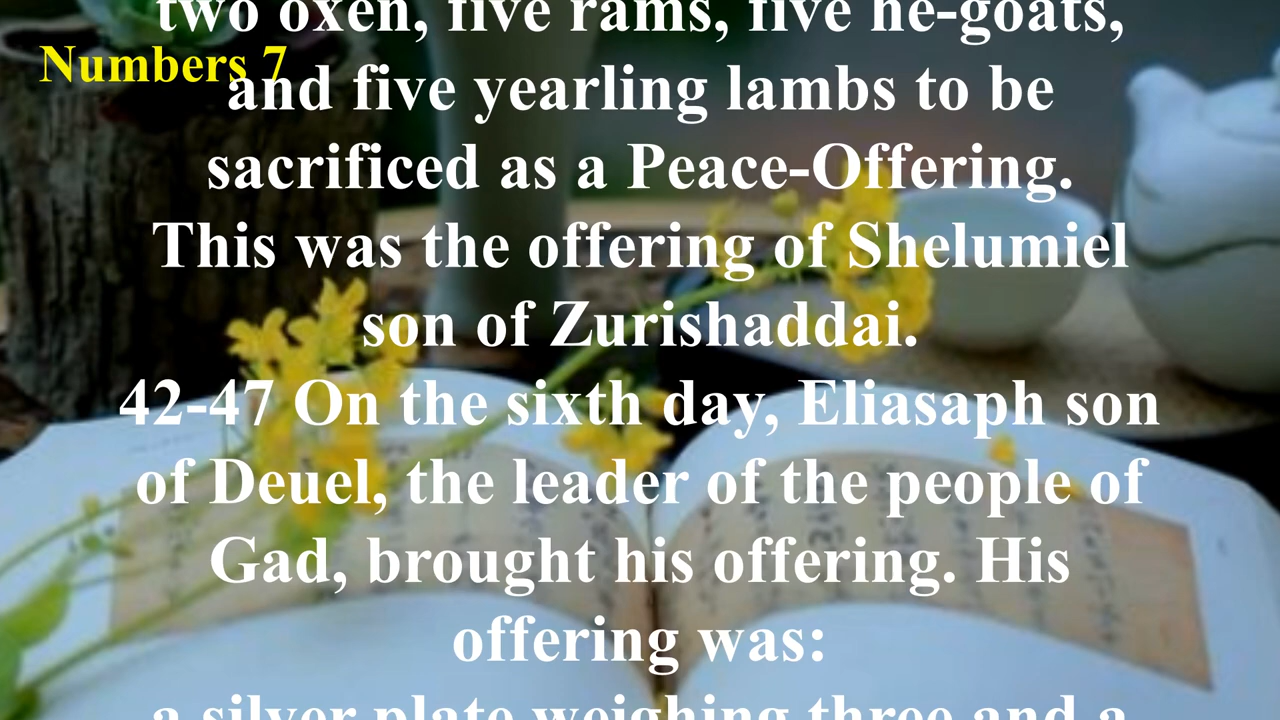 two oxen, five rams, five he-goats,
Numbers 7
and five yearling lambs to be
sacrificed as a Peace-Offering.
This was the offering of Shelumiel
son of Zurishaddai.
42-47 On the sixth day, Eliasaph son
of Deuel, the leader of the people of
Gad, brought his offering. His
offering was:
a silver plate weighing three and a